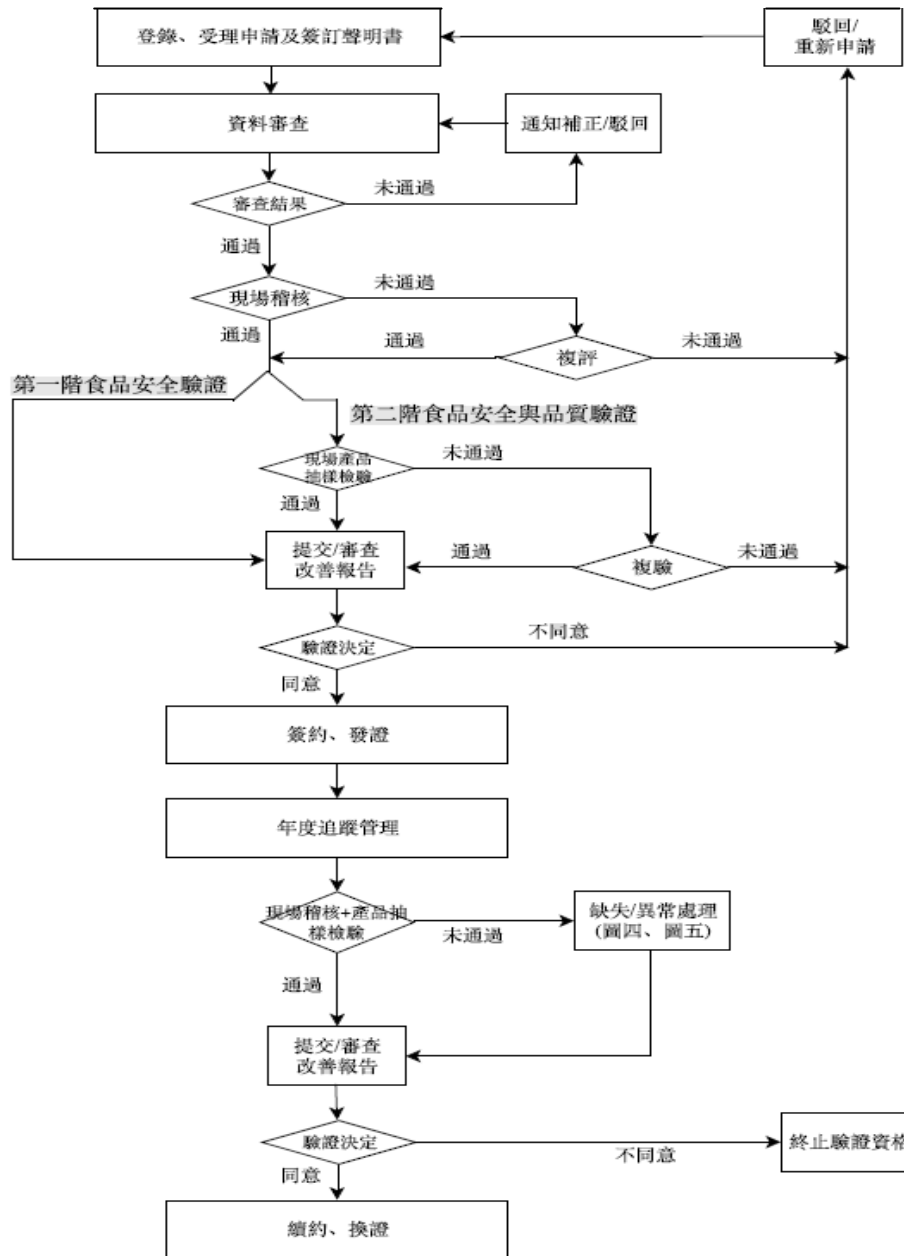 登錄、受理申請及簽訂聲明書
駁回/
重新申請
資料審查
通知補正/駁回
未通過
審查結果
通過
現場稽核
未通過
通過
通過
複評
未通過
第一階食品安全驗證
第二階食品安全與品質驗證
現場產品
抽樣檢驗
未通過
通過
提交/審查
改善報告
通過
複驗
未通過
驗證決定
不同意
同意
簽約、發證
年度追蹤管理
現場稽核+產品抽
樣檢驗
未通過
缺失/異常處理
(圖四、圖五)
通過
提交/審查
改善報告
驗證決定
不同意
終止驗證資格
同意
續約、換證